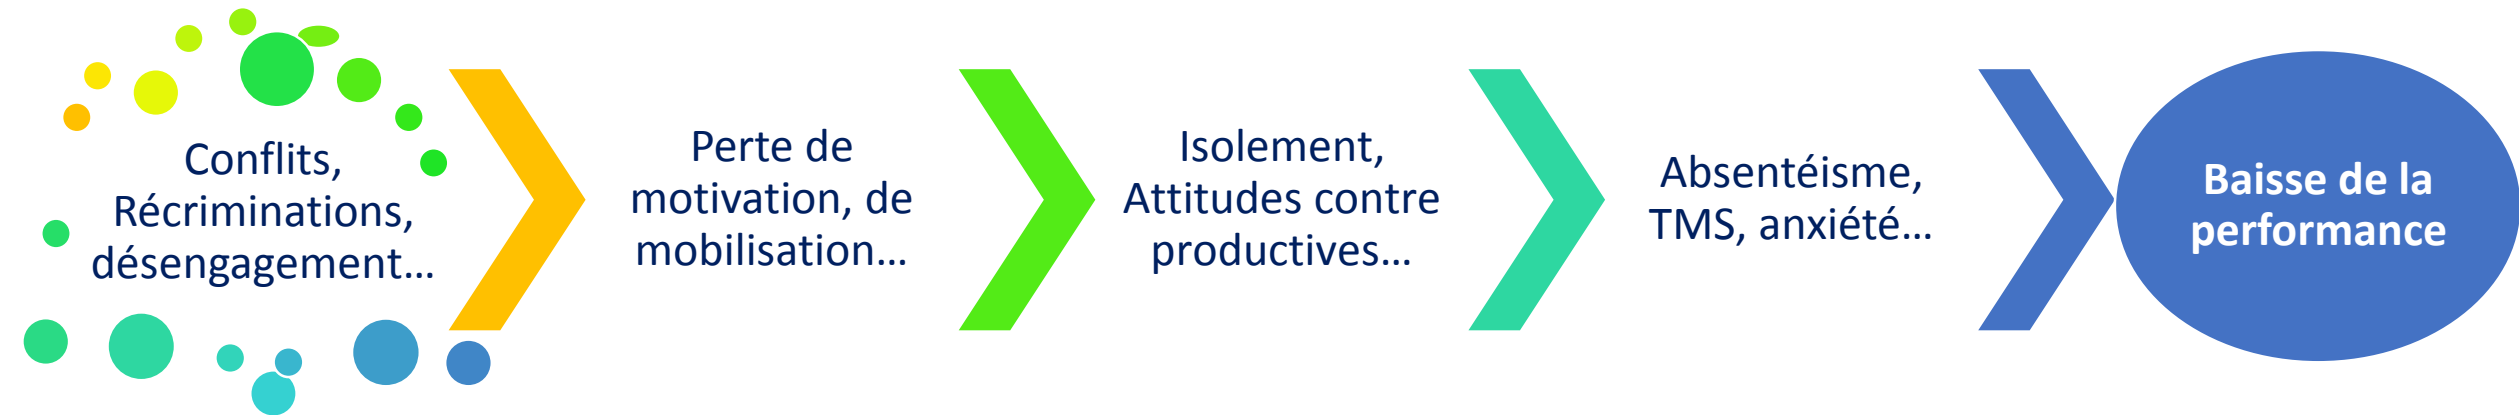 Conflits,
Récriminations,
désengagement…
Perte de
motivation, de
mobilisation…
Isolement,
Attitudes contre
productives…
Absentéisme,
TMS, anxiété…
Baisse de la
performance